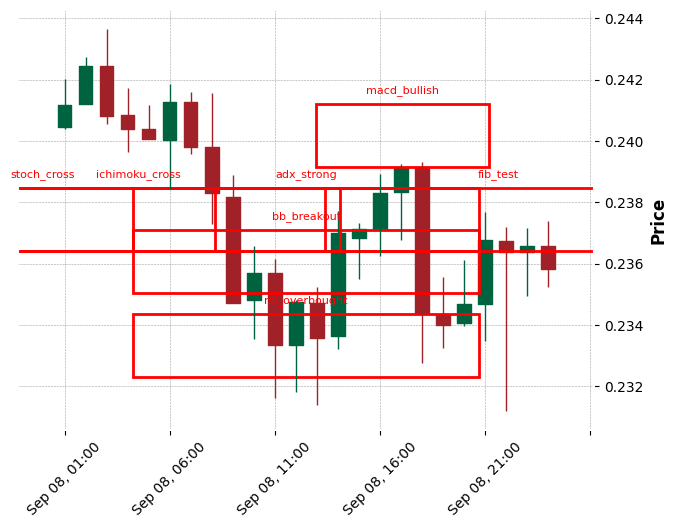 0.244
macd_bullish
0.242
0.240
stoch_cross
ichimoku_cross
adx_strong
fib_test
0.238
bb_breakout
Price
0.236
rsi_overbought
0.234
0.232
Sep 08, 01:00
Sep 08, 06:00
Sep 08, 11:00
Sep 08, 16:00
Sep 08, 21:00